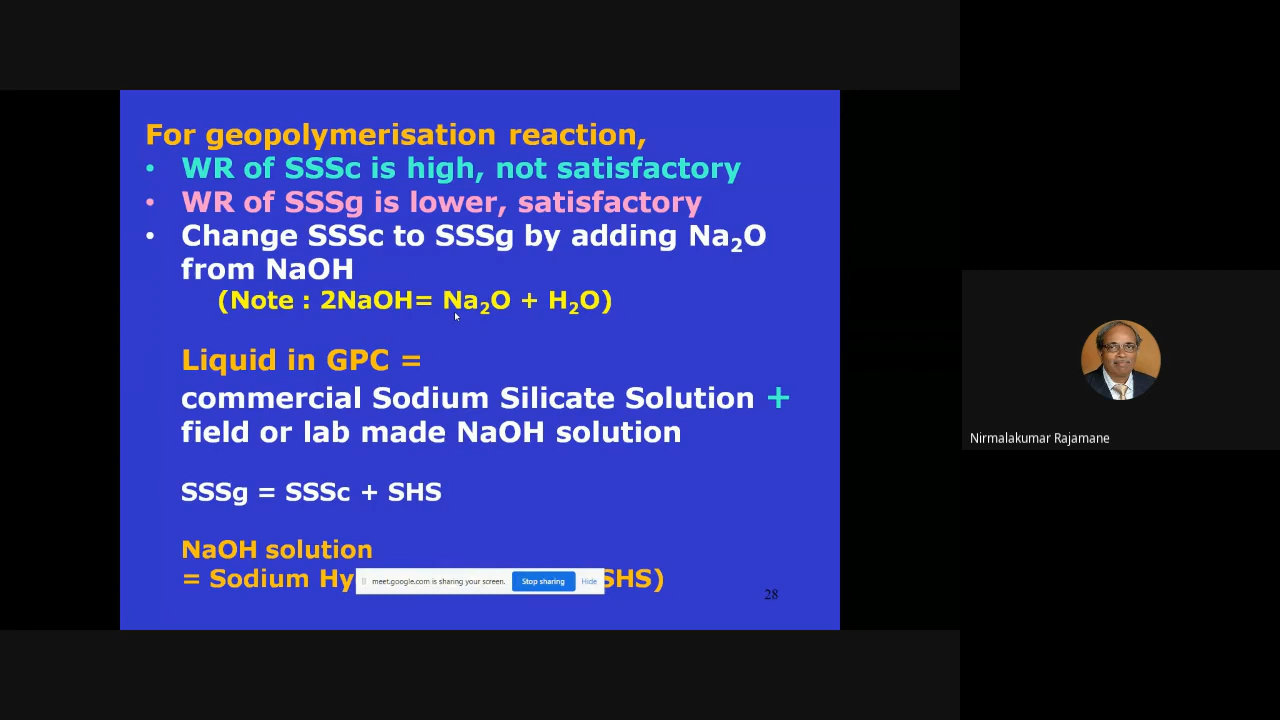 For geopolymerisation reaction,
• WR of SSSc is high, not satisfactory
• WR of SSSg is lower, satisfactory
• Change SSSc to SSSg by adding Na₂O
from NaOH
(Note : 2NaOH= Na₂O + H₂O)
Liquid in GPC =
commercial Sodium Silicate Solution +
field or lab made NaOH solution
SSSg = SSSc + SHS
NaOH solution
= Sodium Hy SHS)
meet.google.com is sharing your screen. Stop sharing Hide
28
Nirmalakumar Rajamane